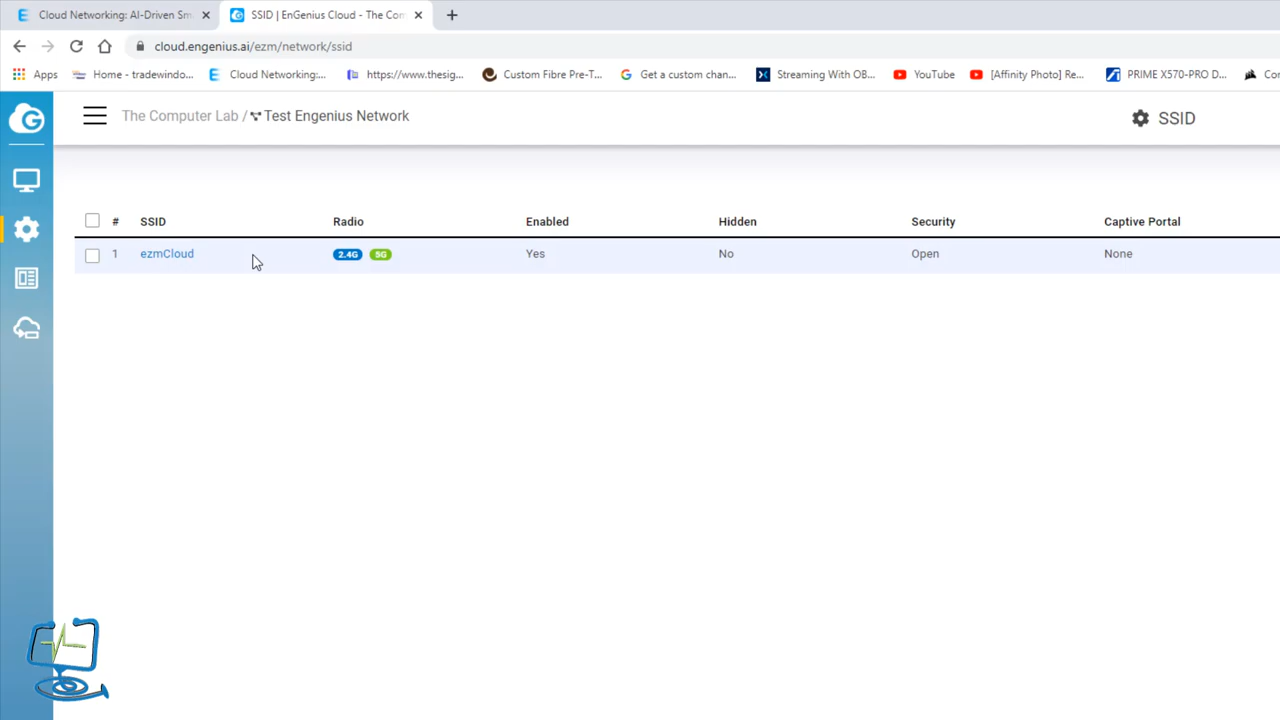 Cloud Networking: AI-Driven Sm
SSID | EnGenius Cloud - The Com
cloud.engenius.ai/ezm/network/ssid
Apps
Home - tradewindo...
Cloud Networking:...
https://www.thesig...
Custom Fibre Pre-T...
Get a custom chan...
Streaming With OB...
YouTube
[Affinity Photo] Re...
PRIME X570-PRO D...
Cor
The Computer Lab / Test Engenius Network
SSID
# SSID Radio Enabled Hidden Security Captive Portal
1 ezmCloud 2.4G 5G Yes No Open None